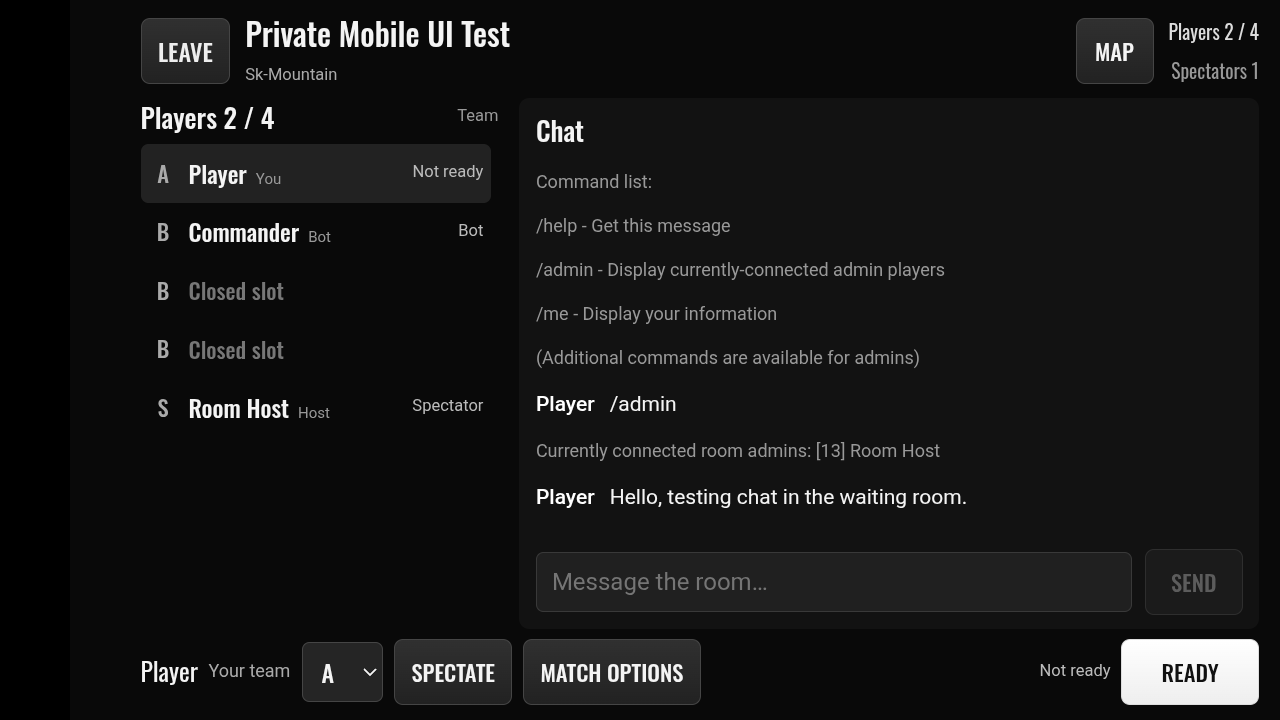 LEAVE
Private Mobile UI Test
Sk-Mountain
MAP
Players 2 / 4
Spectators 1
Players 2 / 4 Team
A Player You Not ready
B Commander Bot Bot
B Closed slot
B Closed slot
S Room Host Host Spectator
Chat
Command list:
/help - Get this message
/admin - Display currently-connected admin players
/me - Display your information
(Additional commands are available for admins)
Player /admin
Currently connected room admins: [13] Room Host
Player Hello, testing chat in the waiting room.
Message the room… SEND
Player Your team A SPECTATE MATCH OPTIONS Not ready READY